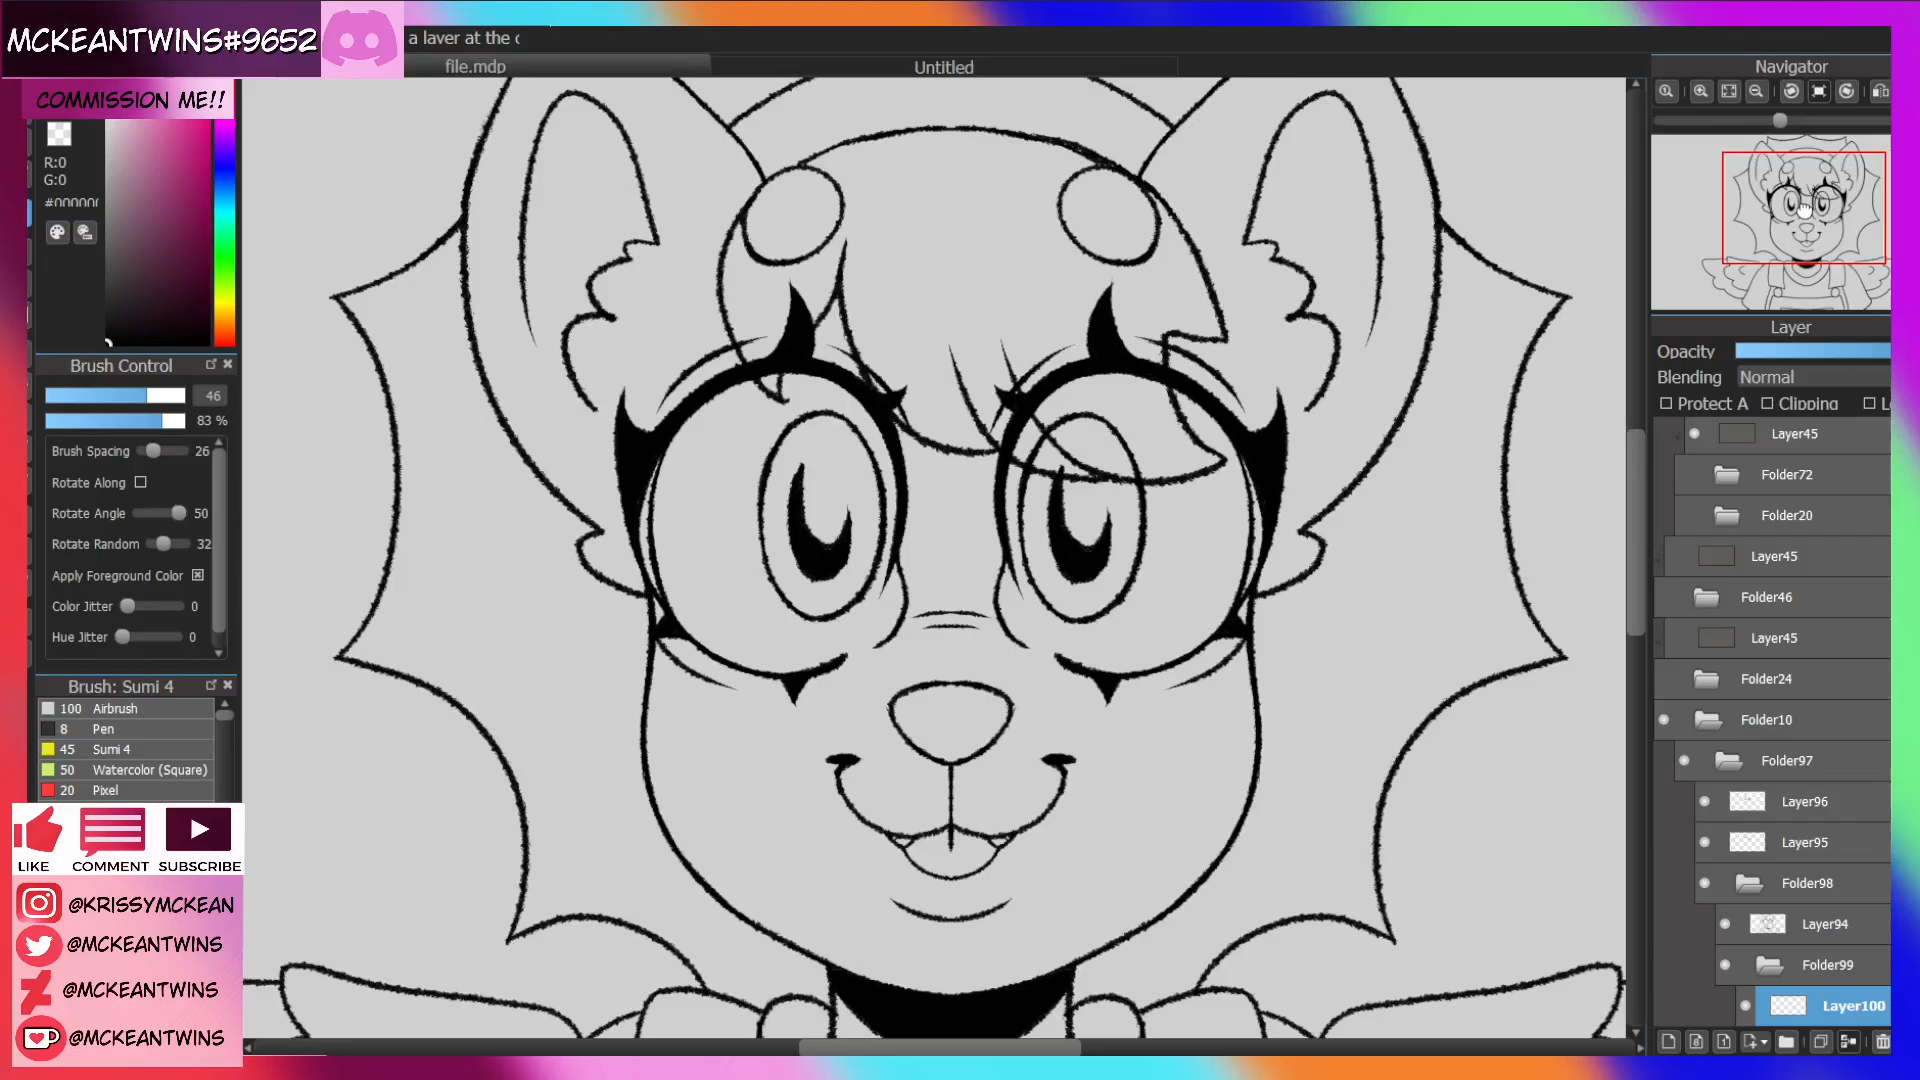 MCKEANTWINS#9652
a layer at the c
file.mdp
Untitled
COMMISSION ME!!
R:0
G:0
#000000
Brush Control
46
83 %
Brush Spacing 26
Rotate Along
Rotate Angle 50
Rotate Random 32
Apply Foreground Color
Color Jitter 0
Hue Jitter 0
Brush: Sumi 4
100 Airbrush
8 Pen
45 Sumi 4
50 Watercolor (Square)
20 Pixel
LIKE COMMENT SUBSCRIBE
@KRISSYMCKEAN
@MCKEANTWINS
@MCKEANTWINS
@MCKEANTWINS
Navigator
Layer
Opacity
Blending Normal
Protect A Clipping Lo
Layer45
Folder72
Folder20
Layer45
Folder46
Layer45
Folder24
Folder10
Folder97
Layer96
Layer95
Folder98
Layer94
Folder99
Layer100